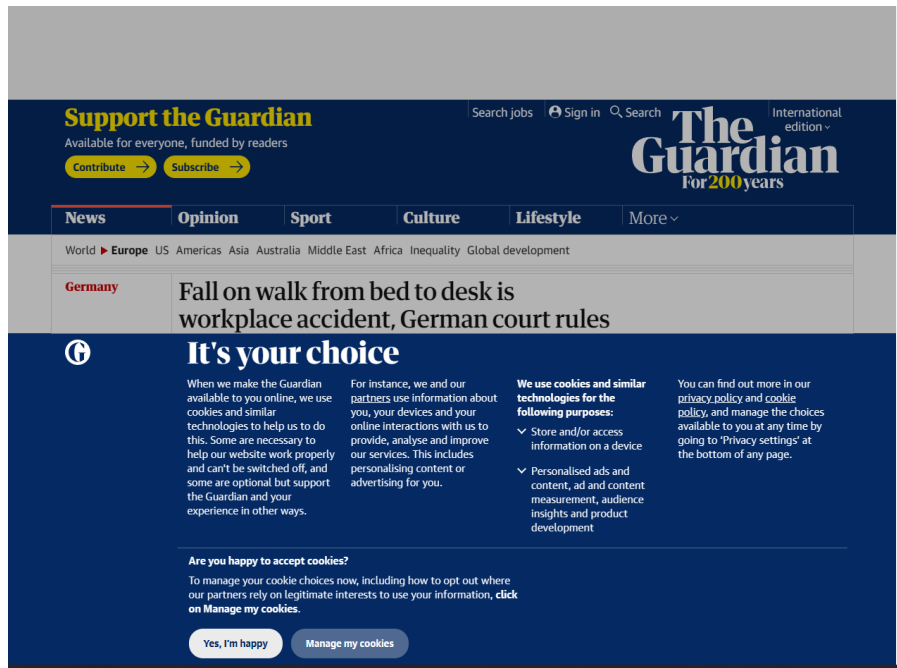 Support the Guardian
Available for everyone, funded by readers
Contribute →
Subscribe →
Search jobs
Sign in
Search
International
edition
The
Guardian
For 200 years
News
Opinion
Sport
Culture
Lifestyle
More
World ▶ Europe US Americas Asia Australia Middle East Africa Inequality Global development
Germany
Fall on walk from bed to desk is
workplace accident, German court rules
It's your choice
When we make the Guardian
available to you online, we use
cookies and similar
technologies to help us to do
this. Some are necessary to
help our website work properly
and can't be switched off, and
some are optional but support
the Guardian and your
experience in other ways.
For instance, we and our
partners use information about
you, your devices and your
online interactions with us to
provide, analyse and improve
our services. This includes
personalising content or
advertising for you.
We use cookies and similar
technologies for the
following purposes:
Store and/or access
information on a device
Personalised ads and
content, ad and content
measurement, audience
insights and product
development
You can find out more in our
privacy policy and cookie
policy, and manage the choices
available to you at any time by
going to 'Privacy settings' at
the bottom of any page.
Are you happy to accept cookies?
To manage your cookie choices now, including how to opt out where
our partners rely on legitimate interests to use your information, click
on Manage my cookies.
Yes, I'm happy
Manage my cookies